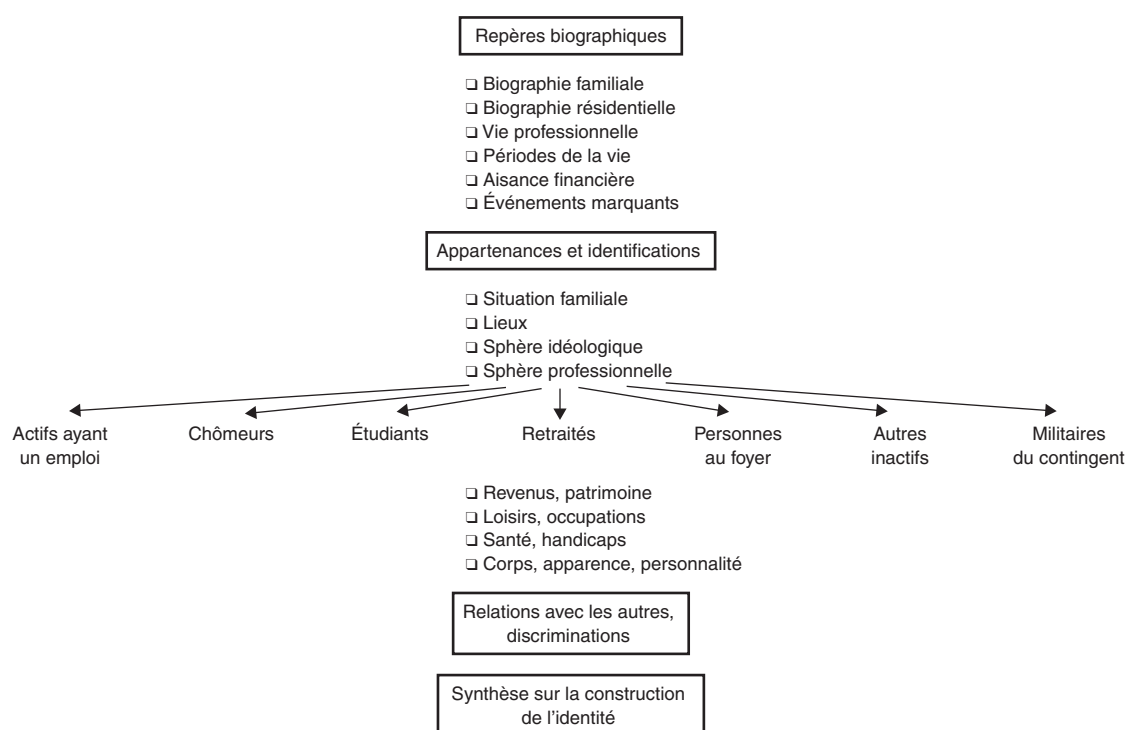 Repères biographiques
❑ Biographie familiale
❑ Biographie résidentielle
❑ Vie professionnelle
❑ Périodes de la vie
❑ Aisance financière
❑ Événements marquants
Appartenances et identifications
❑ Situation familiale
❑ Lieux
❑ Sphère idéologique
❑ Sphère professionnelle
Actifs ayant
un emploi
Chômeurs
Étudiants
Retraités
Personnes
au foyer
Autres
inactifs
Militaires
du contingent
❑ Revenus, patrimoine
❑ Loisirs, occupations
❑ Santé, handicaps
❑ Corps, apparence, personnalité
Relations avec les autres,
discriminations
Synthèse sur la construction
de l'identité